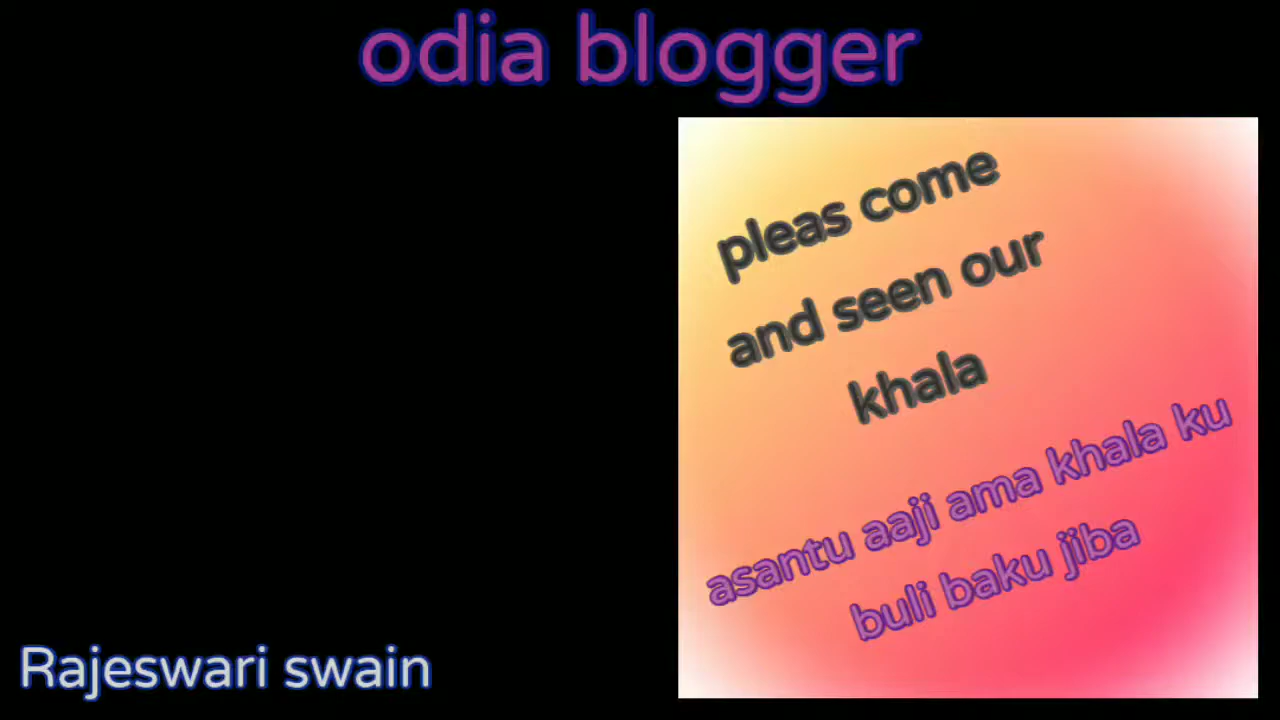 odia blogger
pleas come
and seen our
khala
asantu aaji ama khala ku
buli baku jiba
Rajeswari swain